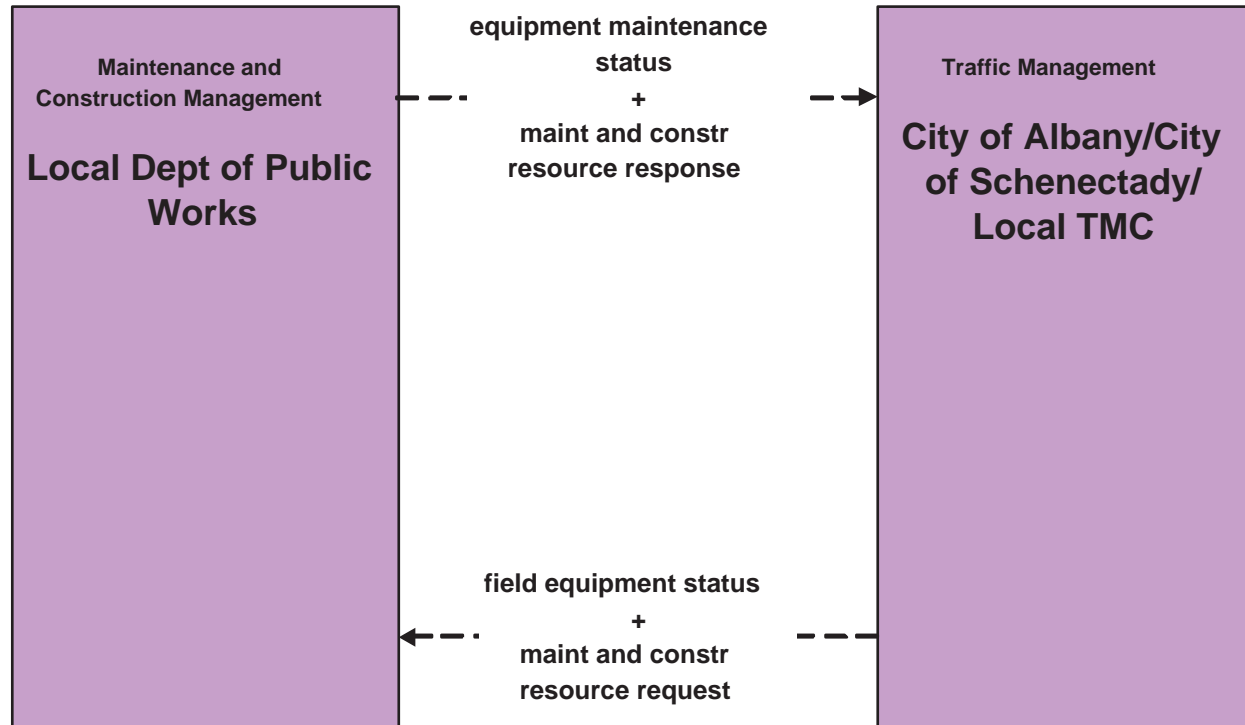 Maintenance and
Construction Management
Local Dept of Public
Works
equipment maintenance
status
+
maint and constr
resource response
Traffic Management
City of Albany/City
of Schenectady/
Local TMC
field equipment status
+
maint and constr
resource request